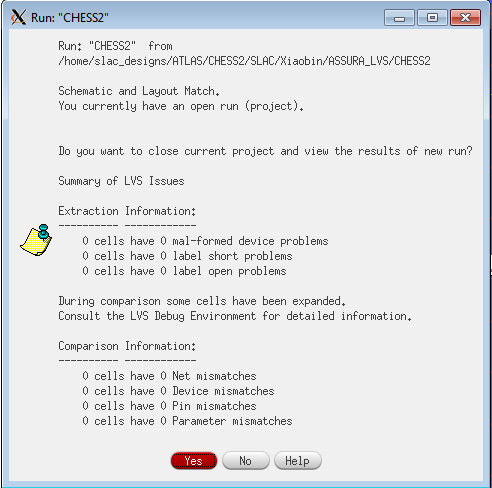 Run: "CHESS2"
Run: "CHESS2" from
/home/slac_designs/ATLAS/CHESS2/SLAC/Xiaobin/ASSURA_LVS/CHESS2
Schematic and Layout Match.
You currently have an open run (project).
Do you want to close current project and view the results of new run?
Summary of LVS Issues
Extraction Information:
---------- ------------
0 cells have 0 mal-formed device problems
0 cells have 0 label short problems
0 cells have 0 label open problems
During comparison some cells have been expanded.
Consult the LVS Debug Environment for detailed information.
Comparison Information:
---------- ------------
0 cells have 0 Net mismatches
0 cells have 0 Device mismatches
0 cells have 0 Pin mismatches
0 cells have 0 Parameter mismatches
Yes No Help